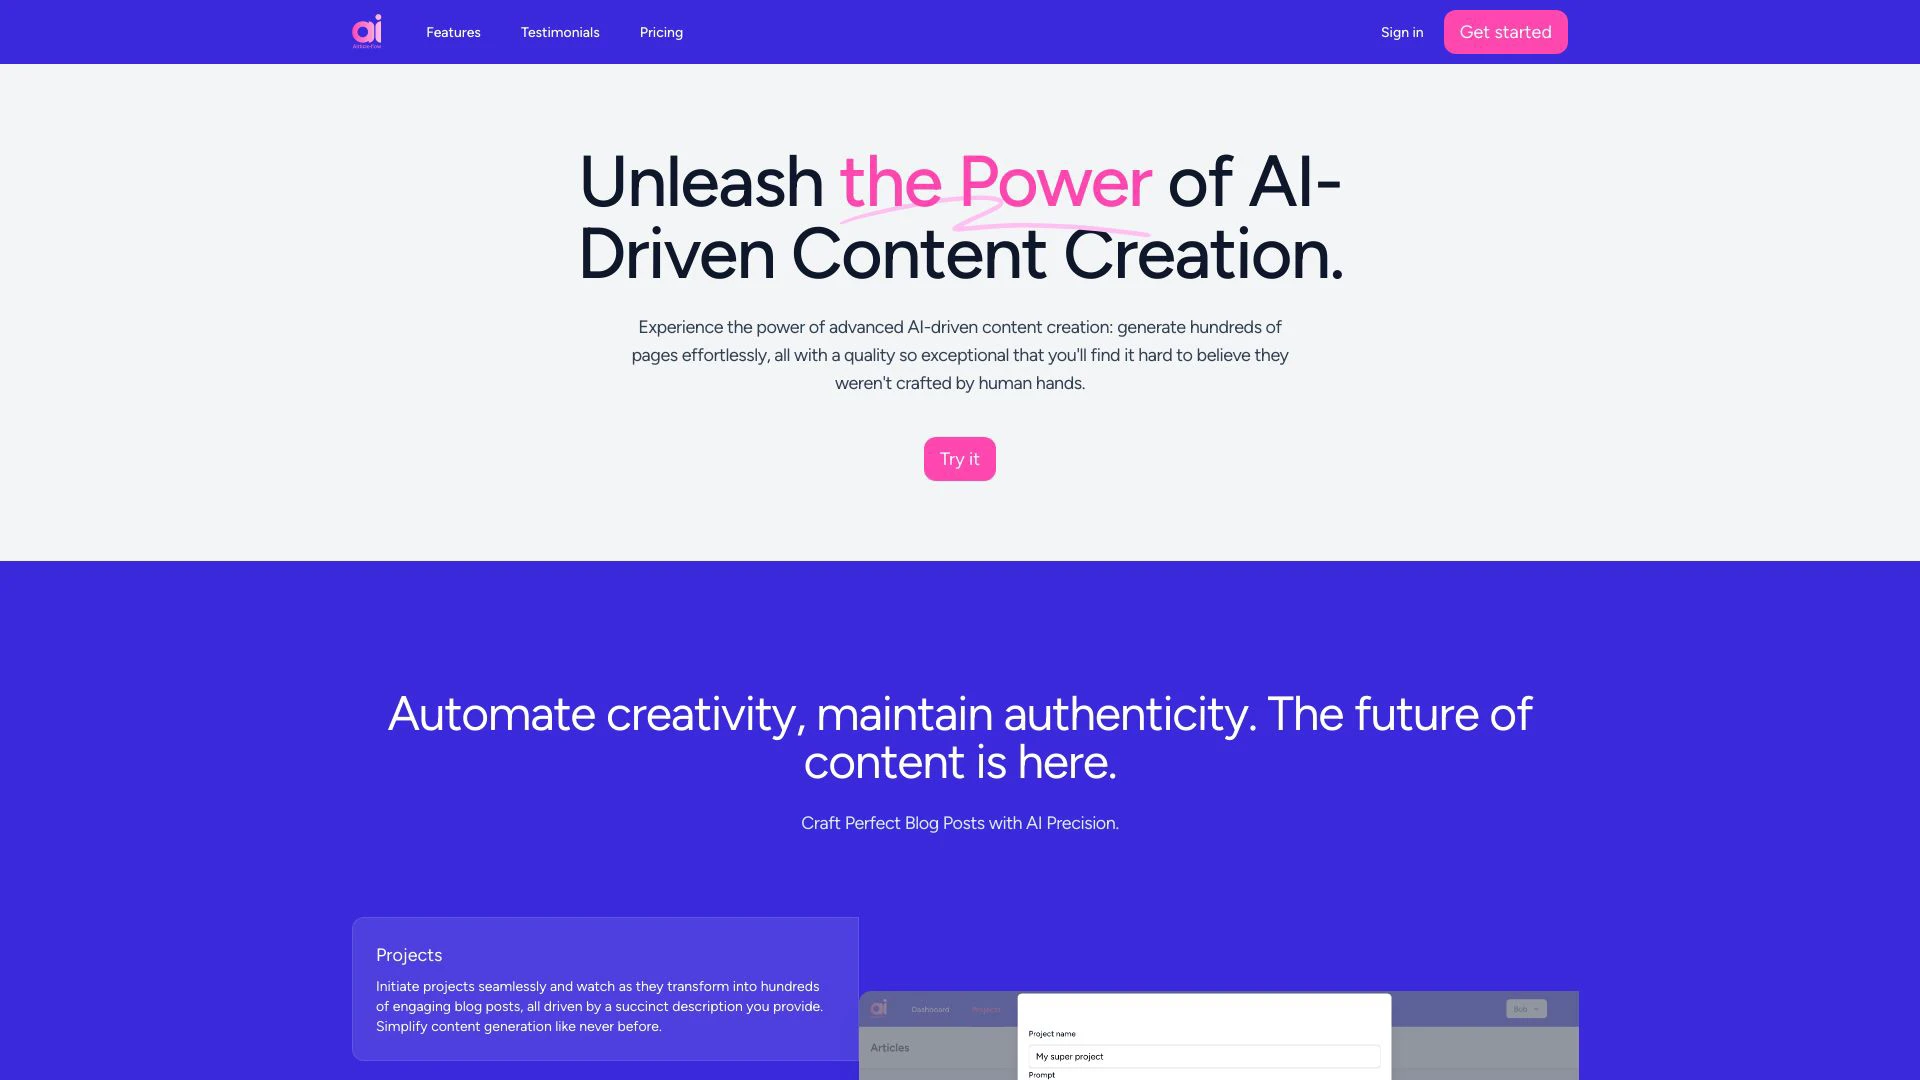 ai
Features
Testimonials
Pricing
Sign in
Get started
Unleash the Power of AI-
Driven Content Creation.
Experience the power of advanced AI-driven content creation: generate hundreds of
pages effortlessly, all with a quality so exceptional that you'll find it hard to believe they
weren't crafted by human hands.
Try it
Automate creativity, maintain authenticity. The future of
content is here.
Craft Perfect Blog Posts with AI Precision.
Projects
Initiate projects seamlessly and watch as they transform into hundreds
of engaging blog posts, all driven by a succinct description you provide.
Simplify content generation like never before.
ai
Dashboard
Projects
Bob
Articles
Project name
My super project
Prompt